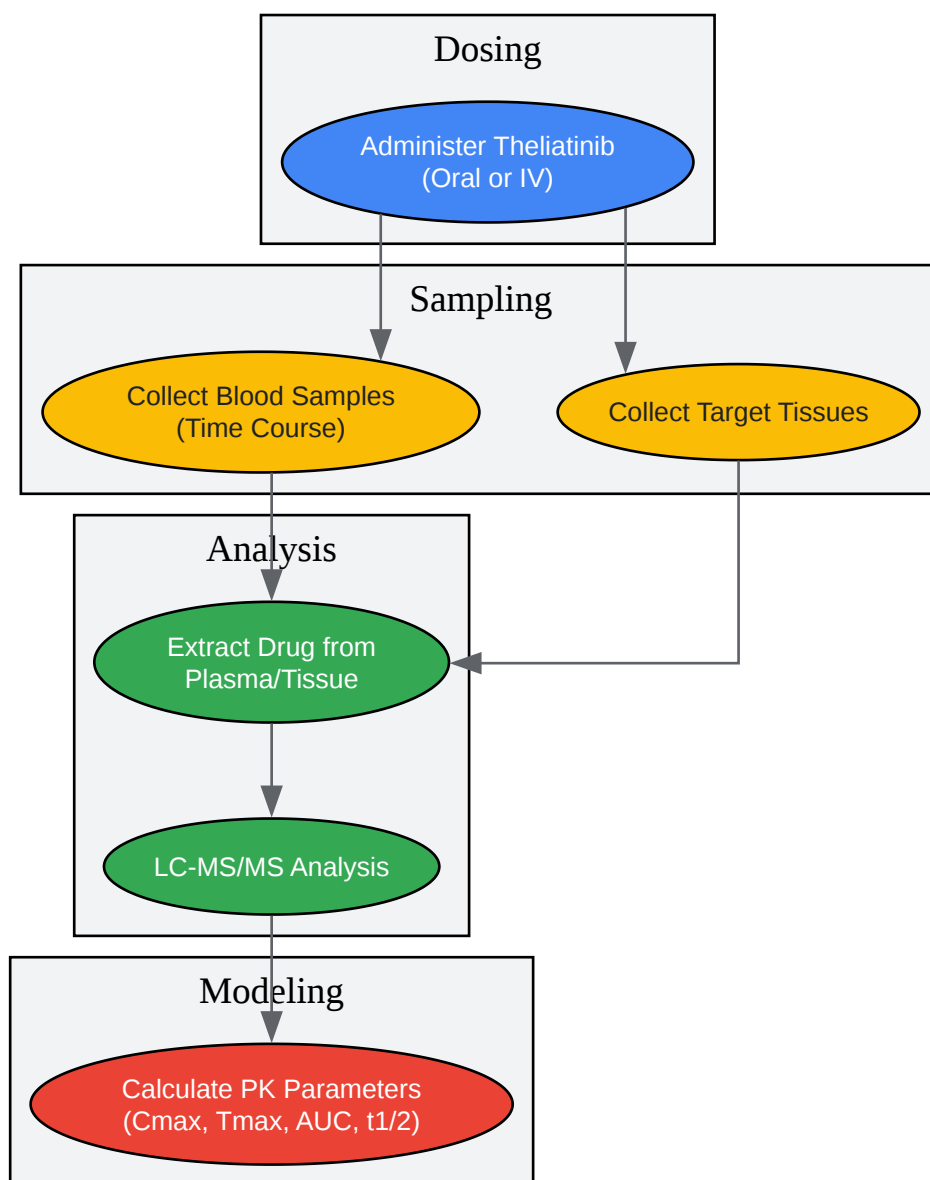 Dosing
Administer Theliatinib
(Oral or IV)
Sampling
Collect Blood Samples
(Time Course)
Collect Target Tissues
Analysis
Extract Drug from
Plasma/Tissue
LC-MS/MS Analysis
Modeling
Calculate PK Parameters
(Cmax, Tmax, AUC, t1/2)